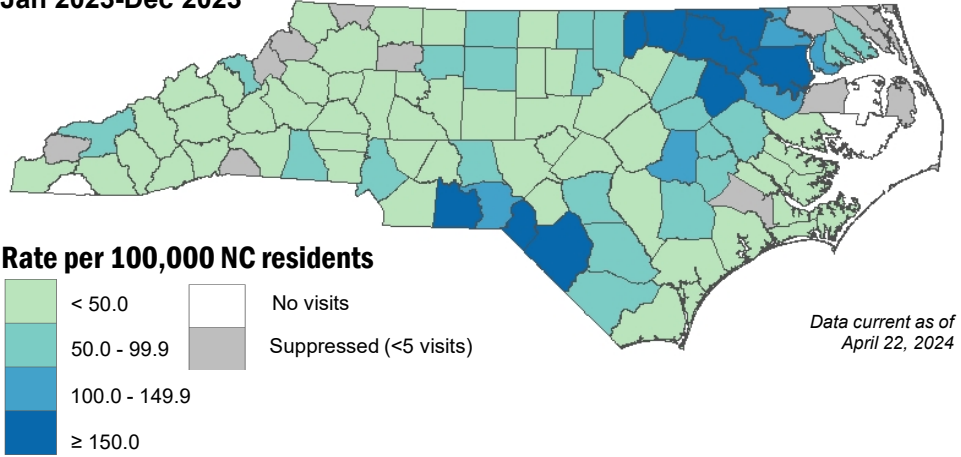 Jan 2023-Dec 2023
Rate per 100,000 NC residents
< 50.0
No visits
50.0 - 99.9
Suppressed (<5 visits)
100.0 - 149.9
≥ 150.0
Data current as of
April 22, 2024